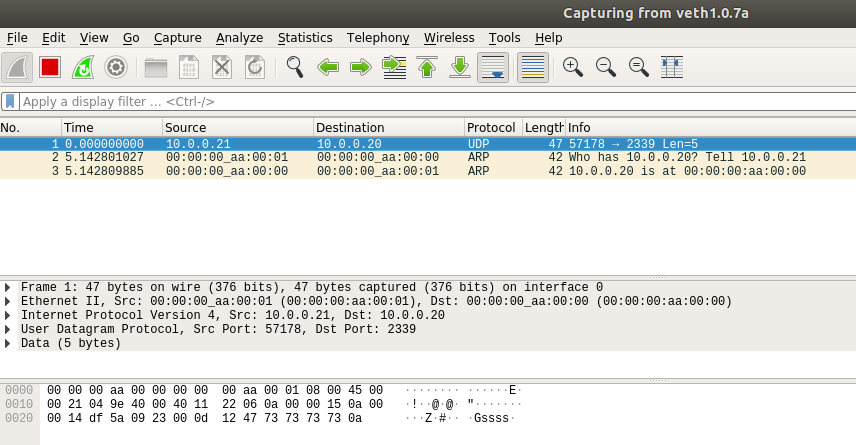 Capturing from veth1.0.7a
File Edit View Go Capture Analyze Statistics Telephony Wireless Tools Help
Apply a display filter ... <Ctrl-/>
No. Time Source Destination Protocol Length Info
1 0.000000000 10.0.0.21 10.0.0.20 UDP 47 57178 → 2339 Len=5
2 5.142801027 00:00:00_aa:00:01 00:00:00_aa:00:00 ARP 42 Who has 10.0.0.20? Tell 10.0.0.21
3 5.142809885 00:00:00_aa:00:00 00:00:00_aa:00:01 ARP 42 10.0.0.20 is at 00:00:00:aa:00:00
Frame 1: 47 bytes on wire (376 bits), 47 bytes captured (376 bits) on interface 0
Ethernet II, Src: 00:00:00_aa:00:01 (00:00:00:aa:00:01), Dst: 00:00:00_aa:00:00 (00:00:00:aa:00:00)
Internet Protocol Version 4, Src: 10.0.0.21, Dst: 10.0.0.20
User Datagram Protocol, Src Port: 57178, Dst Port: 2339
Data (5 bytes)
0000 00 00 00 aa 00 00 00 00 00 aa 00 01 08 00 45 00 ········ ······E·
0010 00 21 04 9e 40 00 40 11 22 06 0a 00 00 15 0a 00 ·!··@·@· "·······
0020 00 14 df 5a 09 23 00 0d 12 47 73 73 73 73 0a ···Z·#·· ·Gssss·